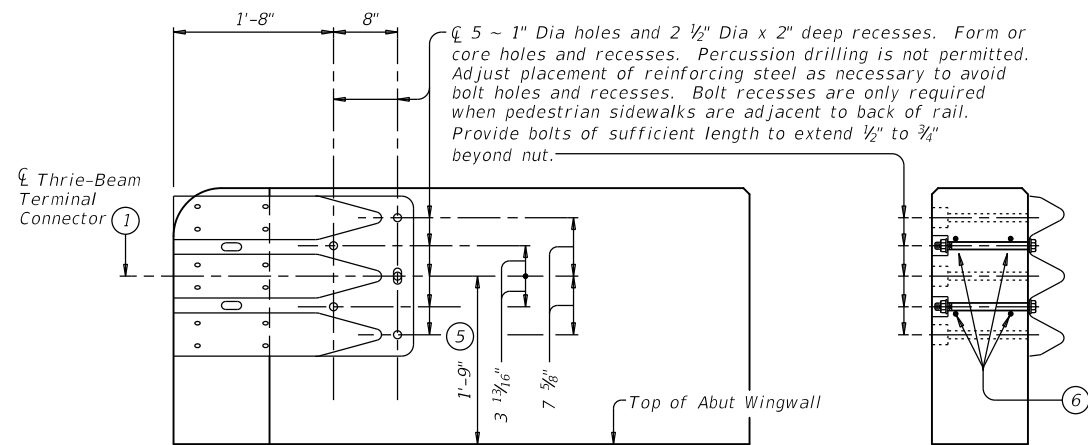 1'-8"
8"
℄ 5 ~ 1" Dia holes and 2 ½" Dia x 2" deep recesses. Form or
core holes and recesses. Percussion drilling is not permitted.
Adjust placement of reinforcing steel as necessary to avoid
bolt holes and recesses. Bolt recesses are only required
when pedestrian sidewalks are adjacent to back of rail.
Provide bolts of sufficient length to extend ½" to ¾"
beyond nut.
℄ Thrie-Beam
Terminal
Connector 1
5
1'-9"
3 13/16"
7 5/8"
Top of Abut Wingwall
6